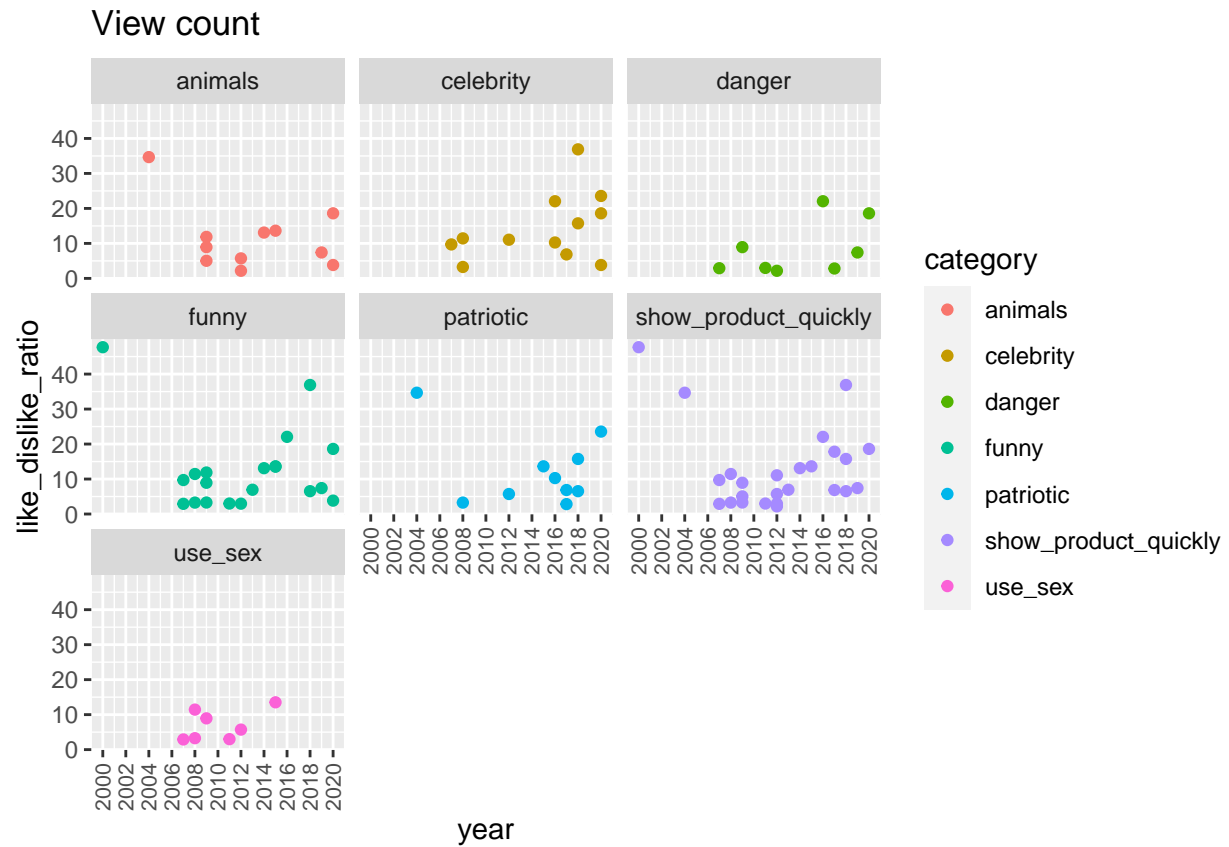 View count
animals
celebrity
danger
40
30
20
10
0
funny
patriotic
show_product_quickly
40
30
20
10
0
use_sex
2000 2002 2004 2006 2008 2010 2012 2014 2016 2018 2020
2000 2002 2004 2006 2008 2010 2012 2014 2016 2018 2020
40
30
20
10
0
2000 2002 2004 2006 2008 2010 2012 2014 2016 2018 2020
like_dislike_ratio
year
category
animals
celebrity
danger
funny
patriotic
show_product_quickly
use_sex